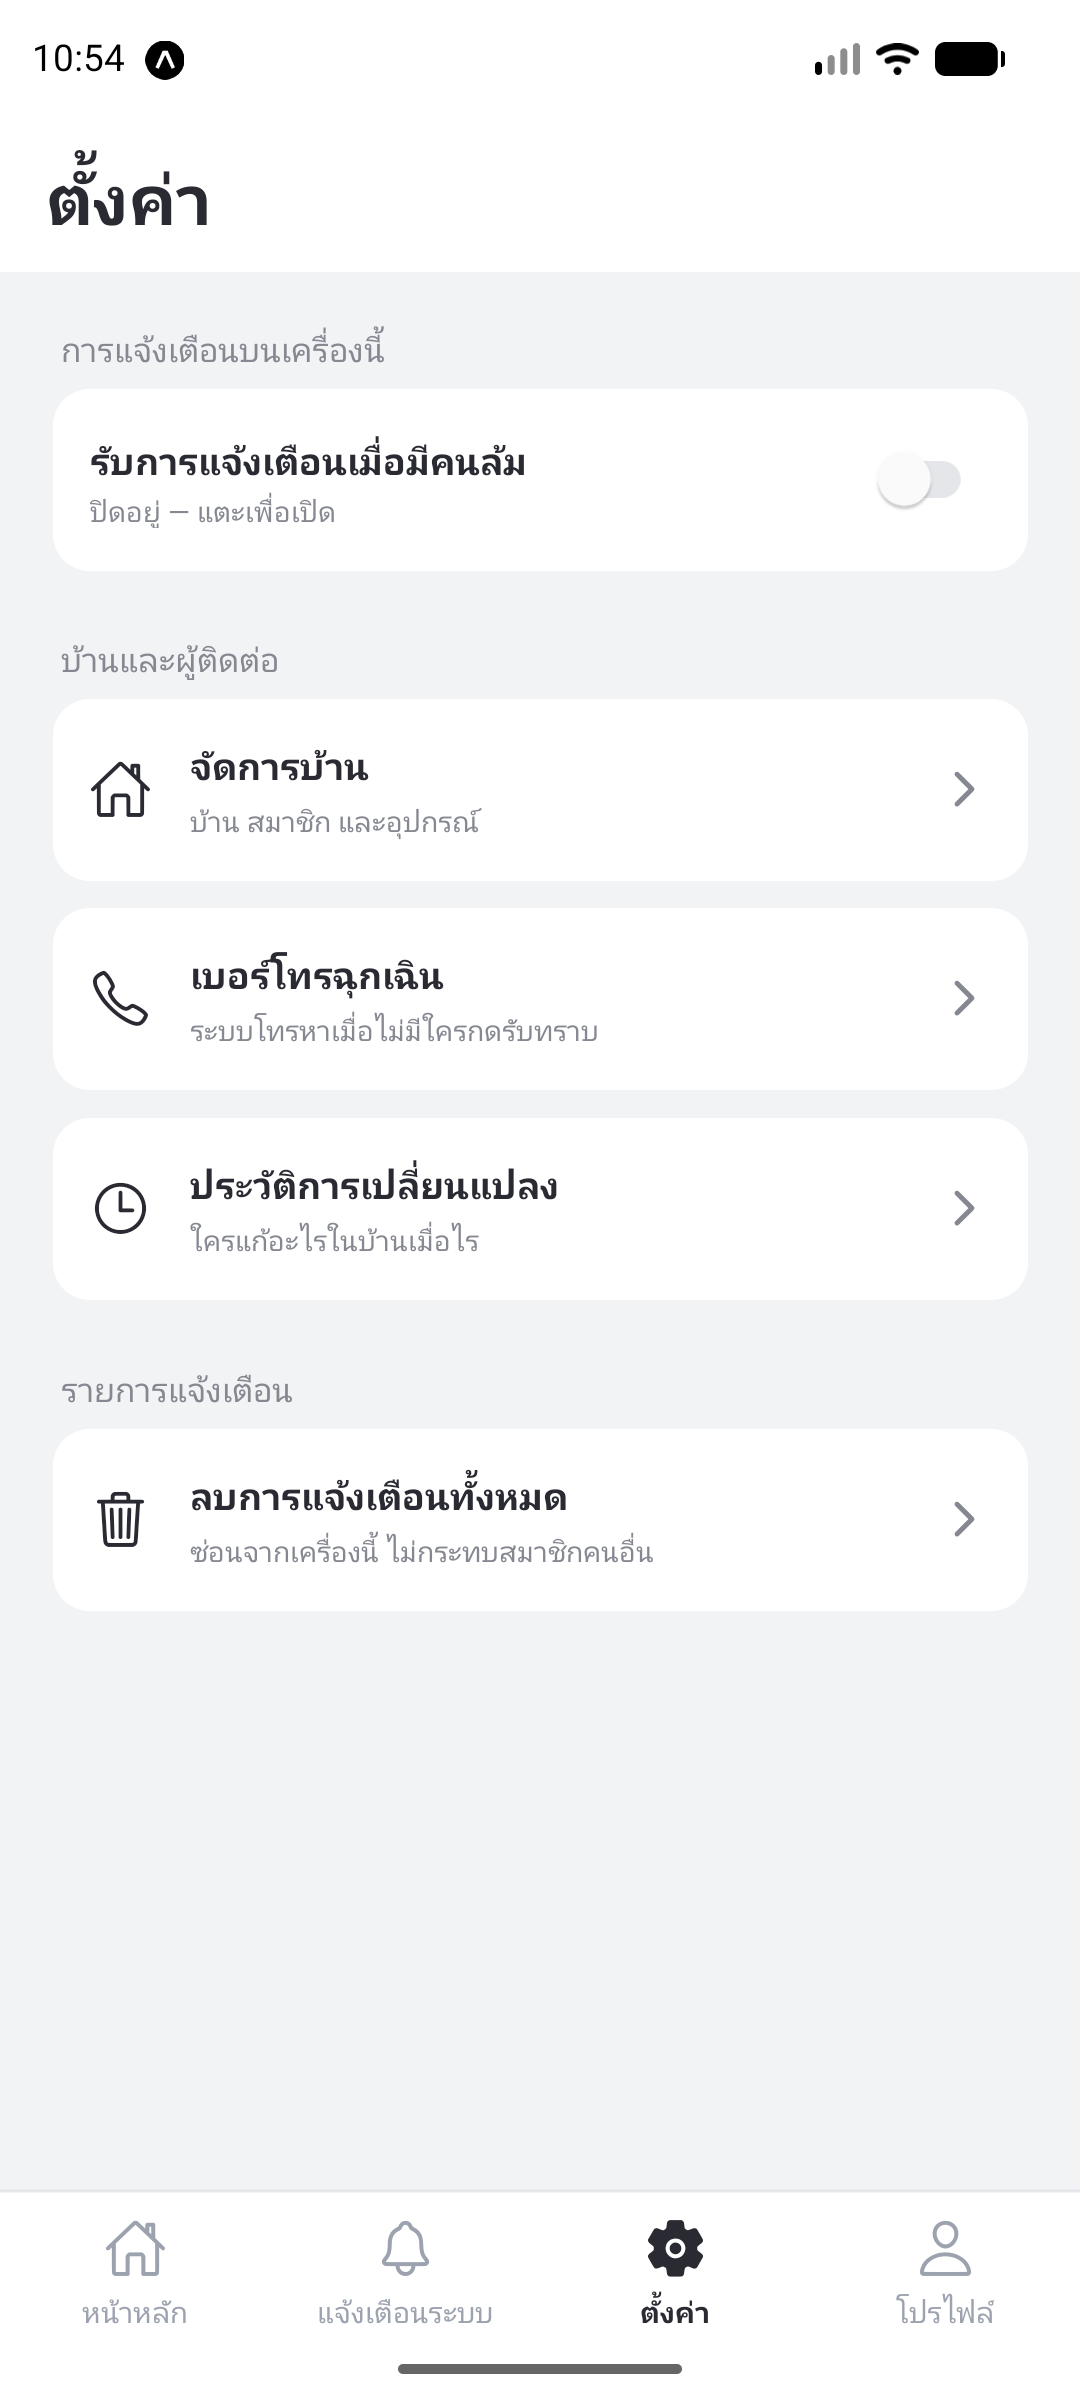 10:54
ตั้งค่า
การแจ้งเตือนบนเครื่องนี้
รับการแจ้งเตือนเมื่อมีคนล้ม
ปิดอยู่ — แตะเพื่อเปิด
บ้านและผู้ติดต่อ
จัดการบ้าน
บ้าน สมาชิก และอุปกรณ์
เบอร์โทรฉุกเฉิน
ระบบโทรหาเมื่อไม่มีใครกดรับทราบ
ประวัติการเปลี่ยนแปลง
ใครแก้อะไรในบ้านเมื่อไร
รายการแจ้งเตือน
ลบการแจ้งเตือนทั้งหมด
ซ่อนจากเครื่องนี้ ไม่กระทบสมาชิกคนอื่น
หน้าหลัก
แจ้งเตือนระบบ
ตั้งค่า
โปรไฟล์